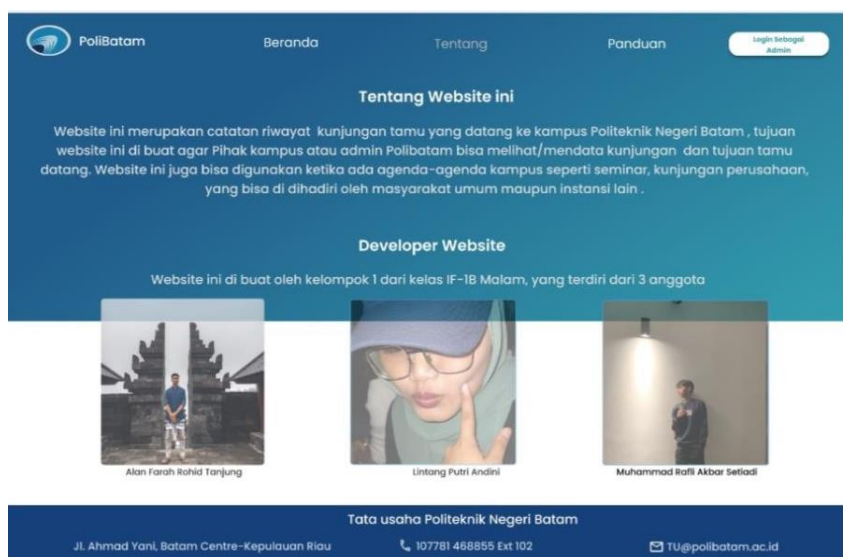 PoliBatam
Beranda
Tentang
Panduan
Login Sebagai
Admin
Tentang Website ini
Website ini merupakan catatan riwayat kunjungan tamu yang datang ke kampus Politeknik Negeri Batam , tujuan
website ini di buat agar Pihak kampus atau admin Polibatam bisa melihat/mendata kunjungan dan tujuan tamu
datang. Website ini juga bisa digunakan ketika ada agenda-agenda kampus seperti seminar, kunjungan perusahaan,
yang bisa di dihadiri oleh masyarakat umum maupun instansi lain .
Developer Website
Website ini di buat oleh kelompok 1 dari kelas IF-1B Malam, yang terdiri dari 3 anggota
Alan Farah Rohid Tanjung
Lintang Putri Andini
Muhammad Rafli Akbar Setiadi
Tata usaha Politeknik Negeri Batam
Jl. Ahmad Yani, Batam Centre-Kepulauan Riau
107781 468855 Ext 102
TU@polibatam.ac.id